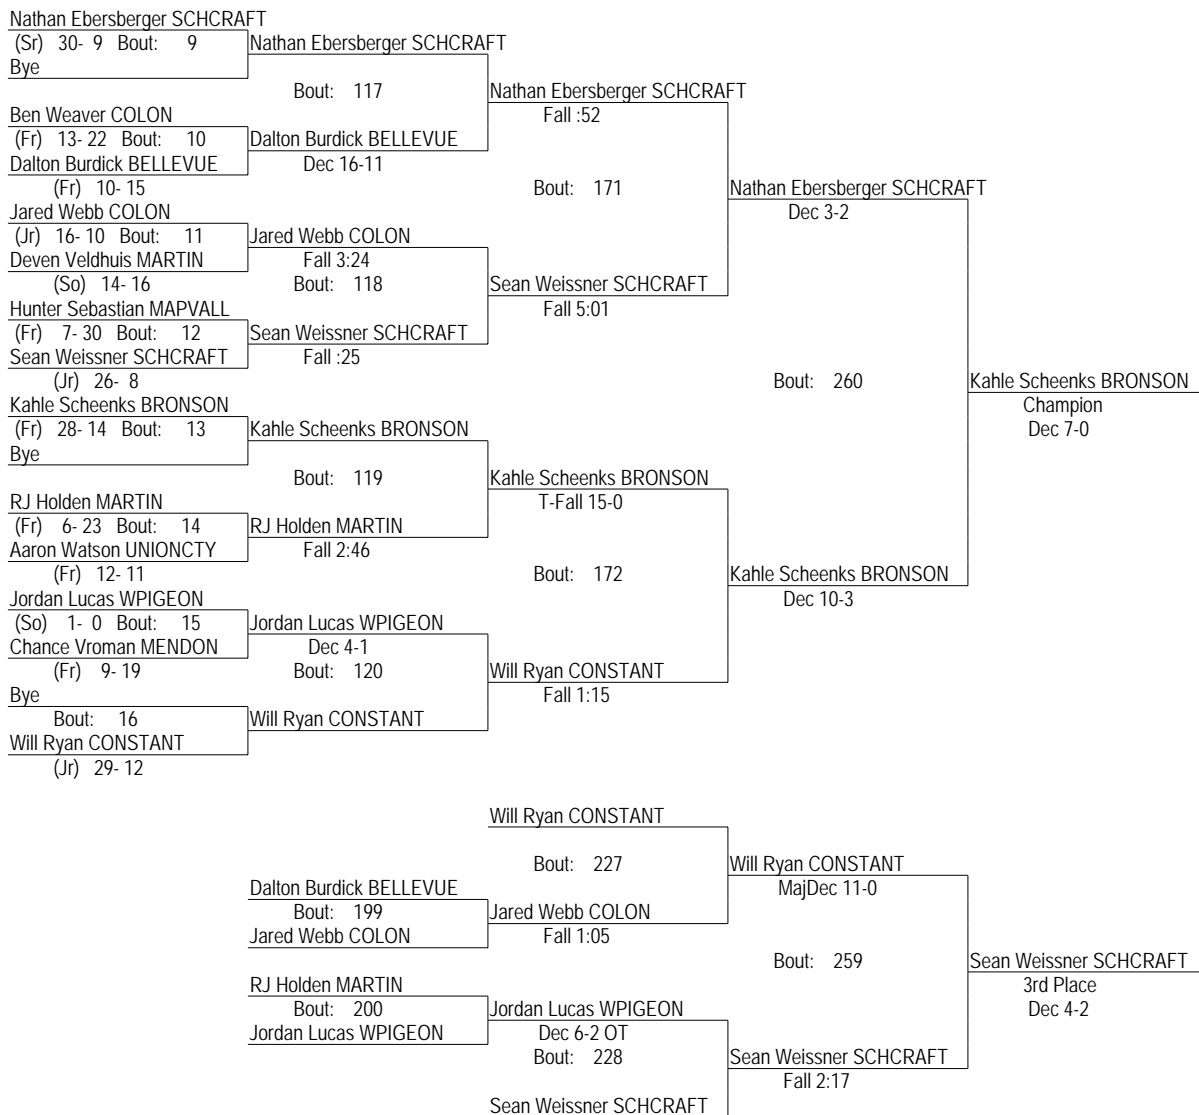 Nathan Ebersberger SCHCRAFT
(Sr) 30- 9 Bout: 9
Bye
Ben Weaver COLON
(Fr) 13- 22 Bout: 10
Dalton Burdick BELLEVUE
(Fr) 10- 15
Jared Webb COLON
(Jr) 16- 10 Bout: 11
Deven Veldhuis MARTIN
(So) 14- 16
Hunter Sebastian MAPVALL
(Fr) 7- 30 Bout: 12
Sean Weissner SCHCRAFT
(Jr) 26- 8
Kahle Scheenks BRONSON
(Fr) 28- 14 Bout: 13
Bye
RJ Holden MARTIN
(Fr) 6- 23 Bout: 14
Aaron Watson UNIONCTY
(Fr) 12- 11
Jordan Lucas WPIGEON
(So) 1- 0 Bout: 15
Chance Vroman MENDON
(Fr) 9- 19
Bye
Bout: 16
Will Ryan CONSTANT
(Jr) 29- 12
Nathan Ebersberger SCHCRAFT
Bout: 117
Dalton Burdick BELLEVUE
Dec 16-11
Jared Webb COLON
Fall 3:24
Bout: 118
Sean Weissner SCHCRAFT
Fall :25
Kahle Scheenks BRONSON
Bout: 119
RJ Holden MARTIN
Fall 2:46
Jordan Lucas WPIGEON
Dec 4-1
Bout: 120
Will Ryan CONSTANT
Nathan Ebersberger SCHCRAFT
Fall :52
Bout: 171
Sean Weissner SCHCRAFT
Fall 5:01
Kahle Scheenks BRONSON
T-Fall 15-0
Bout: 172
Will Ryan CONSTANT
Fall 1:15
Nathan Ebersberger SCHCRAFT
Dec 3-2
Bout: 260
Kahle Scheenks BRONSON
Dec 10-3
Kahle Scheenks BRONSON
Champion
Dec 7-0
Dalton Burdick BELLEVUE
Bout: 199
Jared Webb COLON
RJ Holden MARTIN
Bout: 200
Jordan Lucas WPIGEON
Will Ryan CONSTANT
Bout: 227
Jared Webb COLON
Fall 1:05
Jordan Lucas WPIGEON
Dec 6-2 OT
Bout: 228
Sean Weissner SCHCRAFT
Will Ryan CONSTANT
MajDec 11-0
Bout: 259
Sean Weissner SCHCRAFT
Fall 2:17
Sean Weissner SCHCRAFT
3rd Place
Dec 4-2